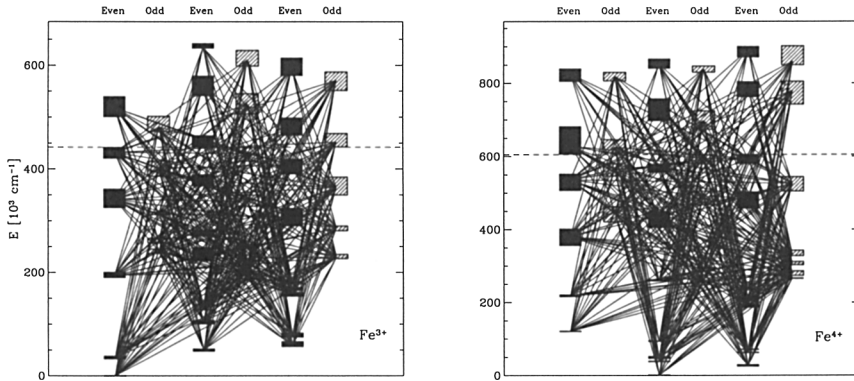 Even Odd Even Odd Even Odd
E [10³ cm⁻¹]
600
400
200
0
Fe³⁺
Even Odd Even Odd Even Odd
800
600
400
200
0
Fe⁴⁺